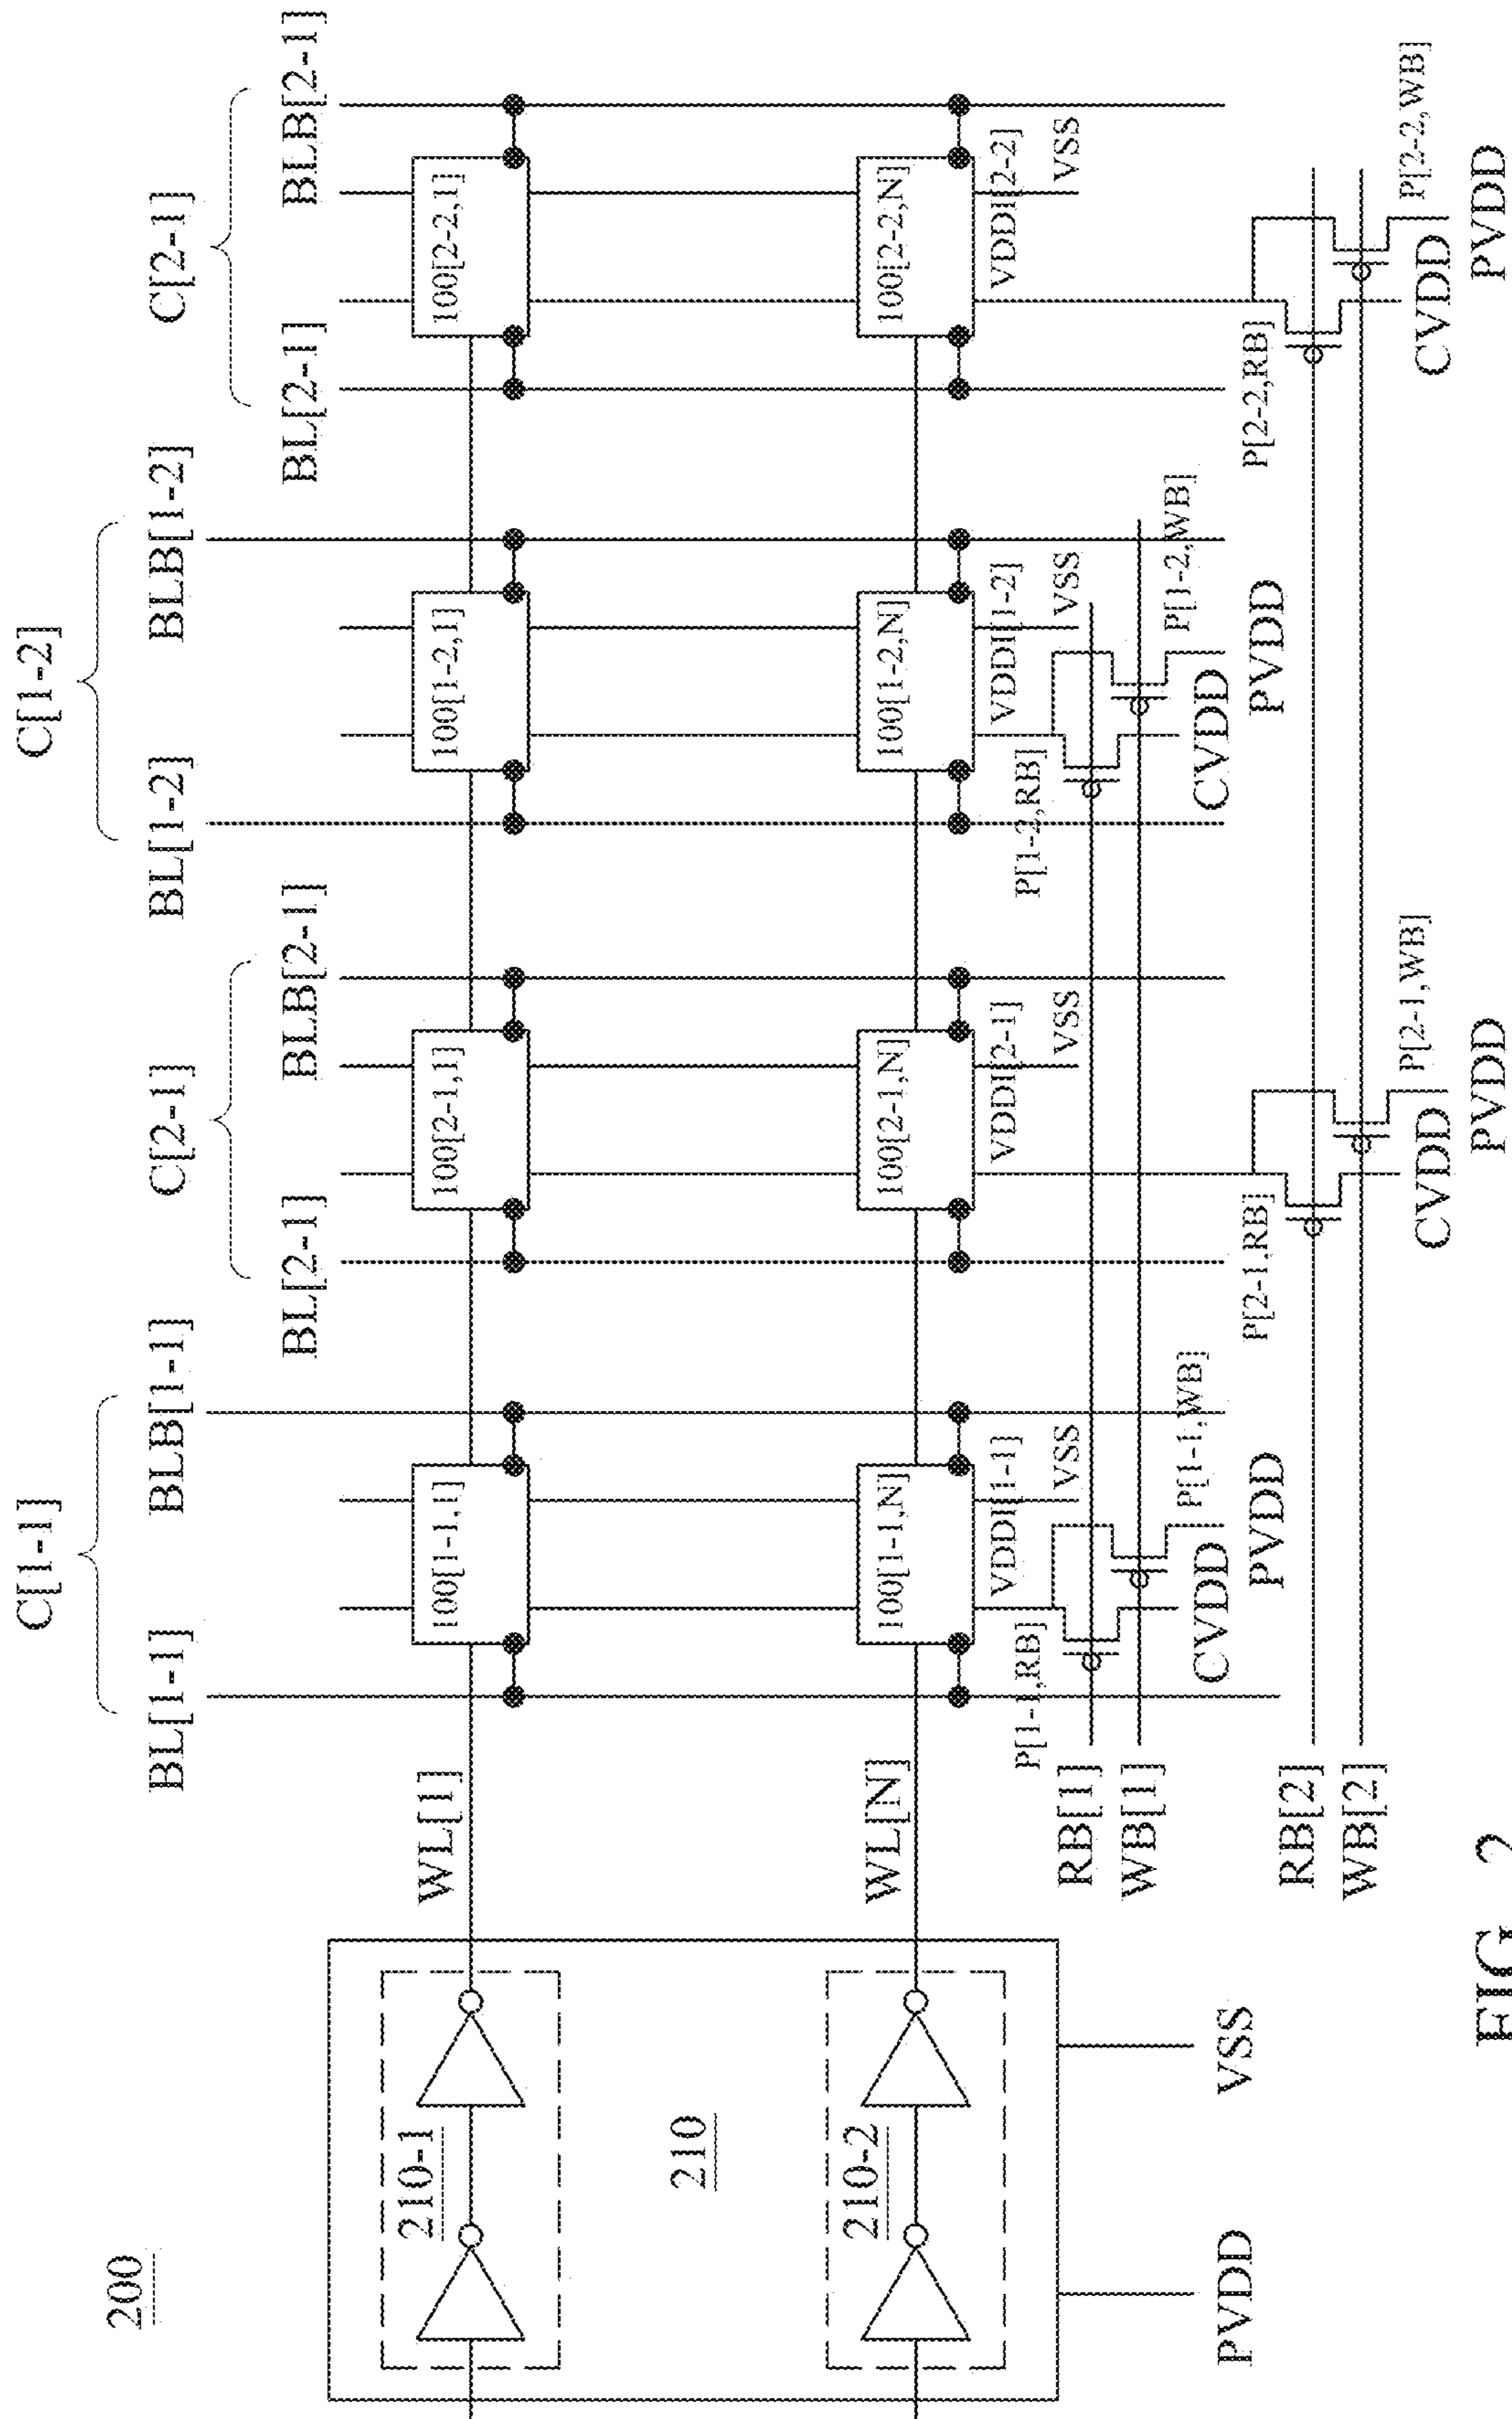 200
C[1-1]
C[1-2]
BL[1-1]
BLB[1-1]
BL[1-2]
BLB[1-2]
C[2-1]
C[2-1]
BL[2-1]
BLB[2-1]
BL[2-1]
BLB[2-1]
210-1
WL[1]
100[1-1,1]
100[2-1,1]
100[1-2,1]
100[2-2,1]
210
210-2
WL[N]
100[1-1,N]
100[2-1,N]
100[1-2,N]
100[2-2,N]
VDDI[1-1]
VDDI[2-1]
VDDI[1-2]
VDDI[2-2]
VSS
VSS
VSS
VSS
P[1-1,RB]
P[1-2,RB]
RB[1]
WB[1]
P[1-1,WB]
P[1-2,WB]
CVDD
CVDD
PVDD
VSS
PVDD
PVDD
P[2-1,RB]
P[2-2,RB]
RB[2]
WB[2]
P[2-1,WB]
P[2-2,WB]
CVDD
CVDD
PVDD
PVDD
FIG. 2